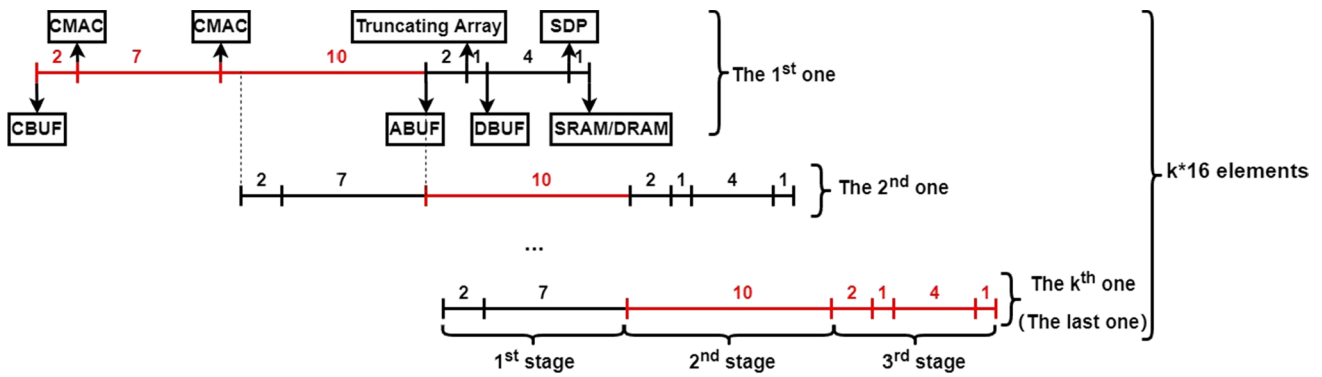 CMAC CMAC Truncating Array SDP
2 7 10 2 1 4 1
The 1st one
CBUF ABUF DBUF SRAM/DRAM
2 7 10 2 1 4 1
The 2nd one
k*16 elements
...
2 7 10 2 1 4 1
The kth one
(The last one)
1st stage 2nd stage 3rd stage